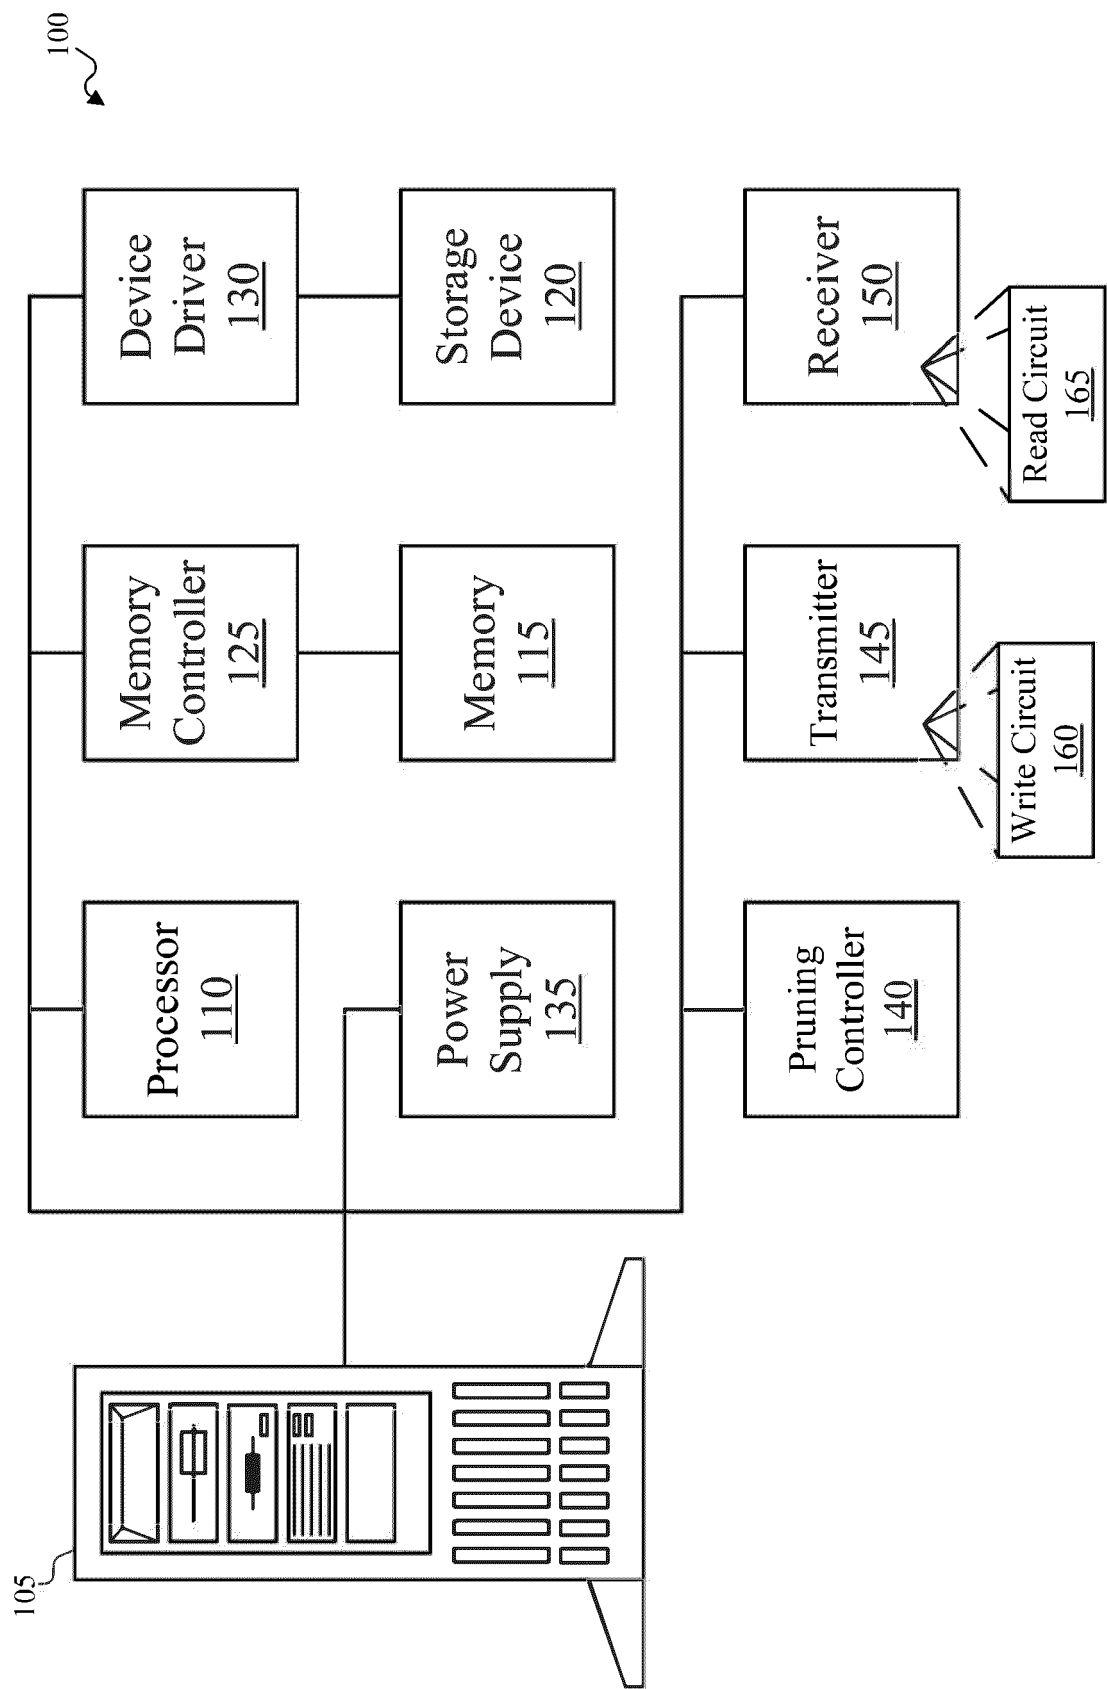 105
100
Processor
110
Memory
Controller
125
Device
Driver
130
Power
Supply
135
Memory
115
Storage
Device
120
Pruning
Controller
140
Transmitter
145
Receiver
150
Write Circuit
160
Read Circuit
165